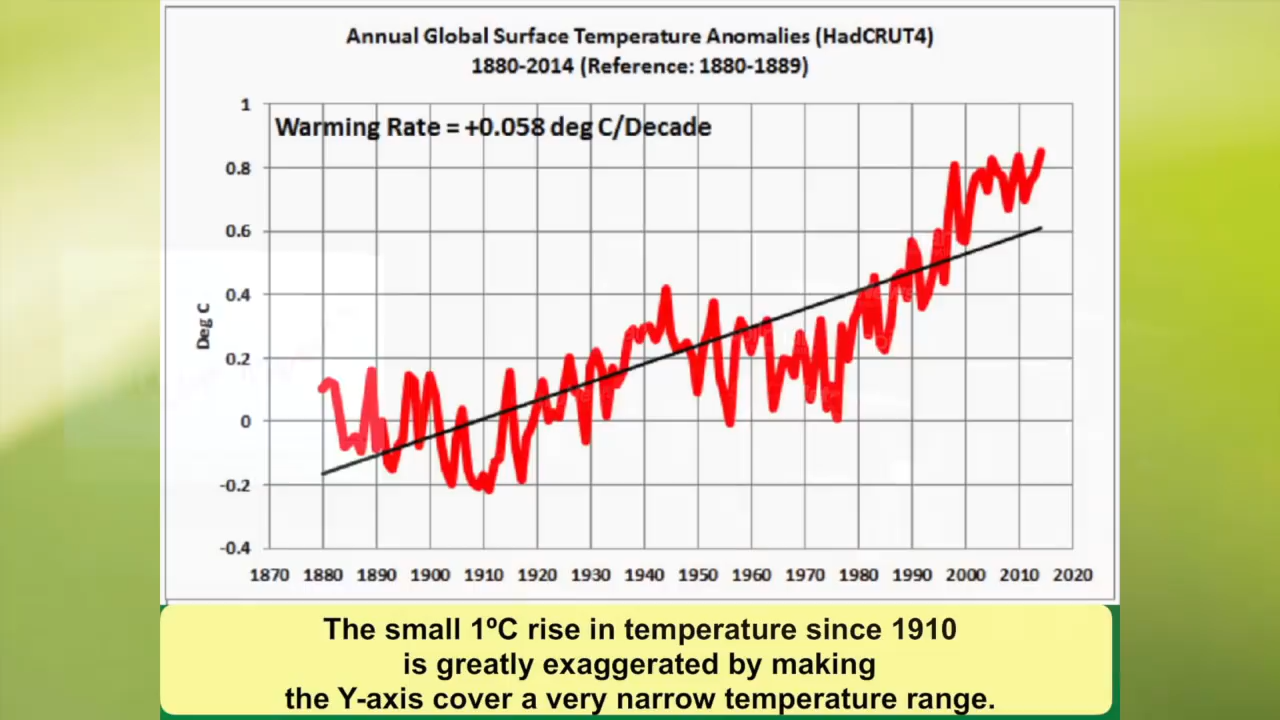 Annual Global Surface Temperature Anomalies (HadCRUT4)
1880-2014 (Reference: 1880-1889)
Warming Rate = +0.058 deg C/Decade
Deg C
1
0.8
0.6
0.4
0.2
0
-0.2
-0.4
1870 1880 1890 1900 1910 1920 1930 1940 1950 1960 1970 1980 1990 2000 2010 2020
The small 1ºC rise in temperature since 1910
is greatly exaggerated by making
the Y-axis cover a very narrow temperature range.